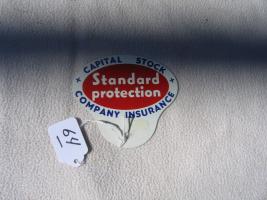 + CAPITAL STOCK +
Standard
protection
COMPANY INSURANCE
64